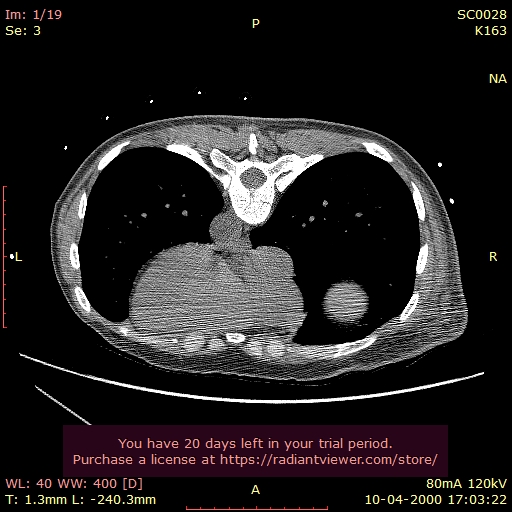 Im: 1/19
Se: 3
P
SC0028
K163
NA
L
R
You have 20 days left in your trial period.
Purchase a license at https://radiantviewer.com/store/
WL: 40 WW: 400 [D]
T: 1.3mm L: -240.3mm
A
80mA 120kV
10-04-2000 17:03:22